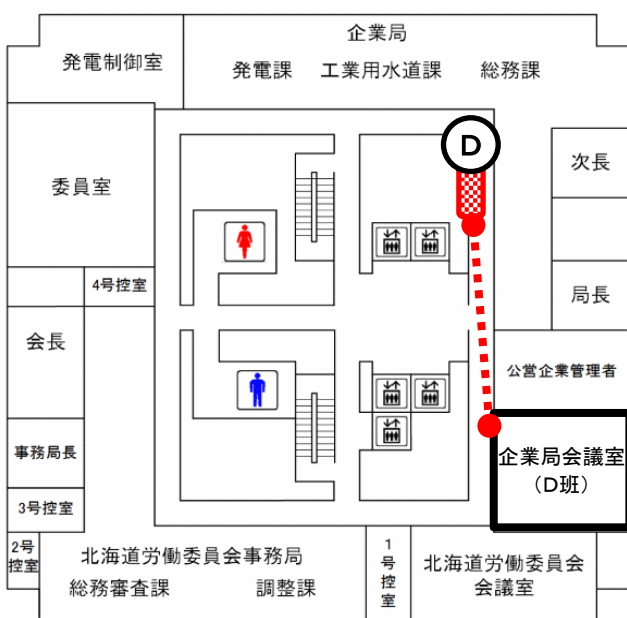 企業局
発電制御室
発電課 工業用水道課 総務課
D
次長
委員室
4号控室
局長
会長
公営企業管理者
事務局長
企業局会議室
（D班）
3号控室
2号
控室
北海道労働委員会事務局
総務審査課 調整課
1
号
控
室
北海道労働委員会
会議室